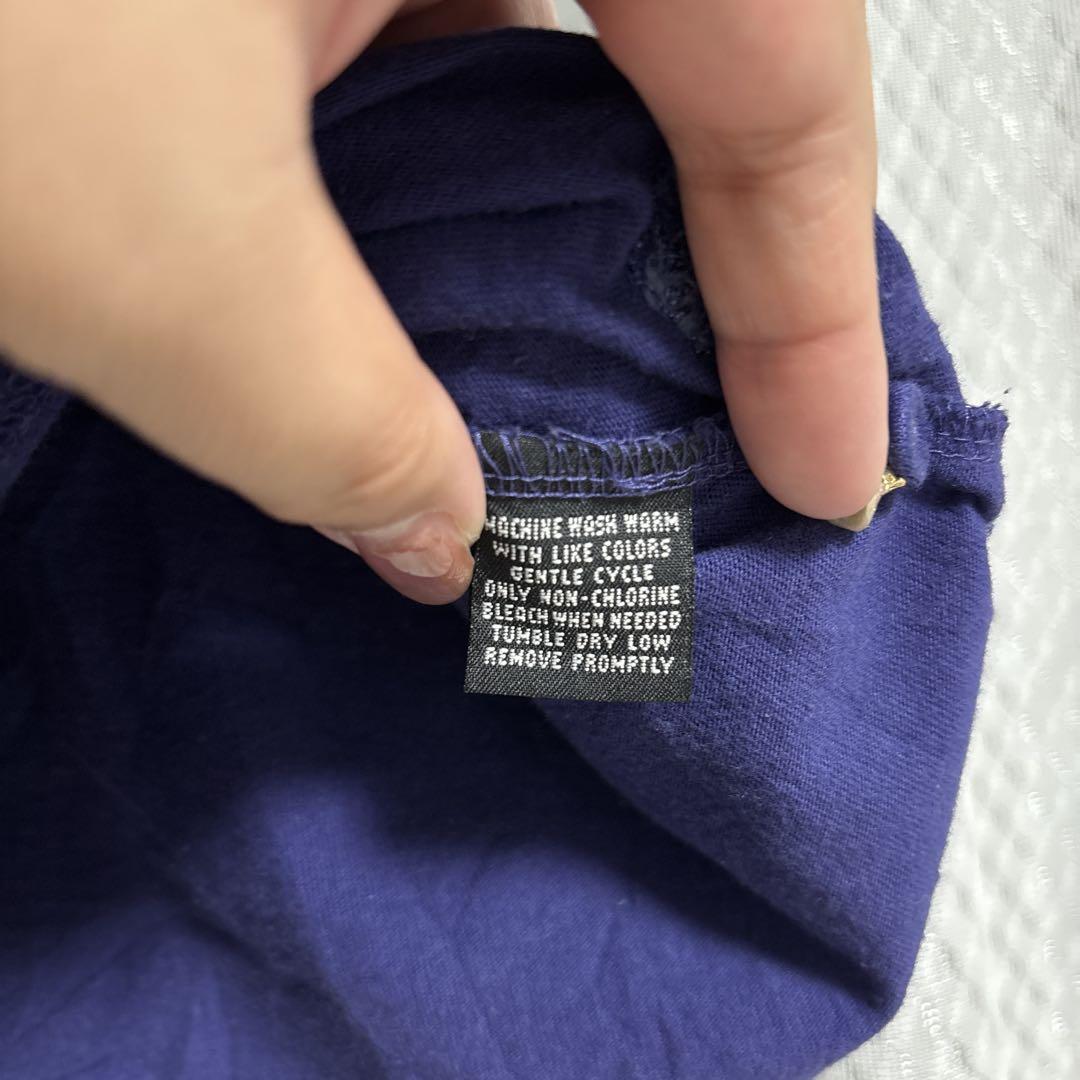 MACHINE WASH WARM
WITH LIKE COLORS
GENTLE CYCLE
ONLY NON-CHLORINE
BLEACH WHEN NEEDED
TUMBLE DRY LOW
REMOVE PROMPTLY